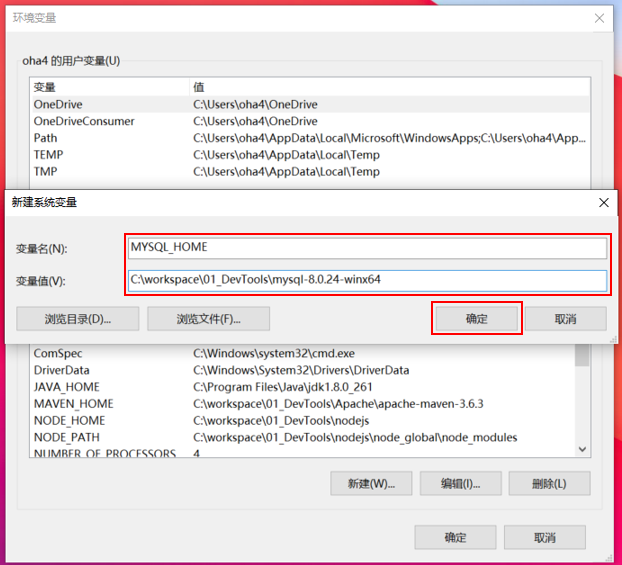 环境变量
oha4 的用户变量(U)
变量 值
OneDrive C:\Users\oha4\OneDrive
OneDriveConsumer C:\Users\oha4\OneDrive
Path C:\Users\oha4\AppData\Local\Microsoft\WindowsApps;C:\Users\oha4\App...
TEMP C:\Users\oha4\AppData\Local\Temp
TMP C:\Users\oha4\AppData\Local\Temp
新建系统变量
变量名(N): MYSQL_HOME
变量值(V): C:\workspace\01_DevTools\mysql-8.0.24-winx64
浏览目录(D)... 浏览文件(F)... 确定 取消
ComSpec C:\Windows\system32\cmd.exe
DriverData C:\Windows\System32\Drivers\DriverData
JAVA_HOME C:\Program Files\Java\jdk1.8.0_261
MAVEN_HOME C:\workspace\01_DevTools\Apache\apache-maven-3.6.3
NODE_HOME C:\workspace\01_DevTools\nodejs
NODE_PATH C:\workspace\01_DevTools\nodejs\node_global\node_modules
NUMBER_OF_PROCESSORS 4
新建(W)... 编辑(I)... 删除(L)
确定 取消